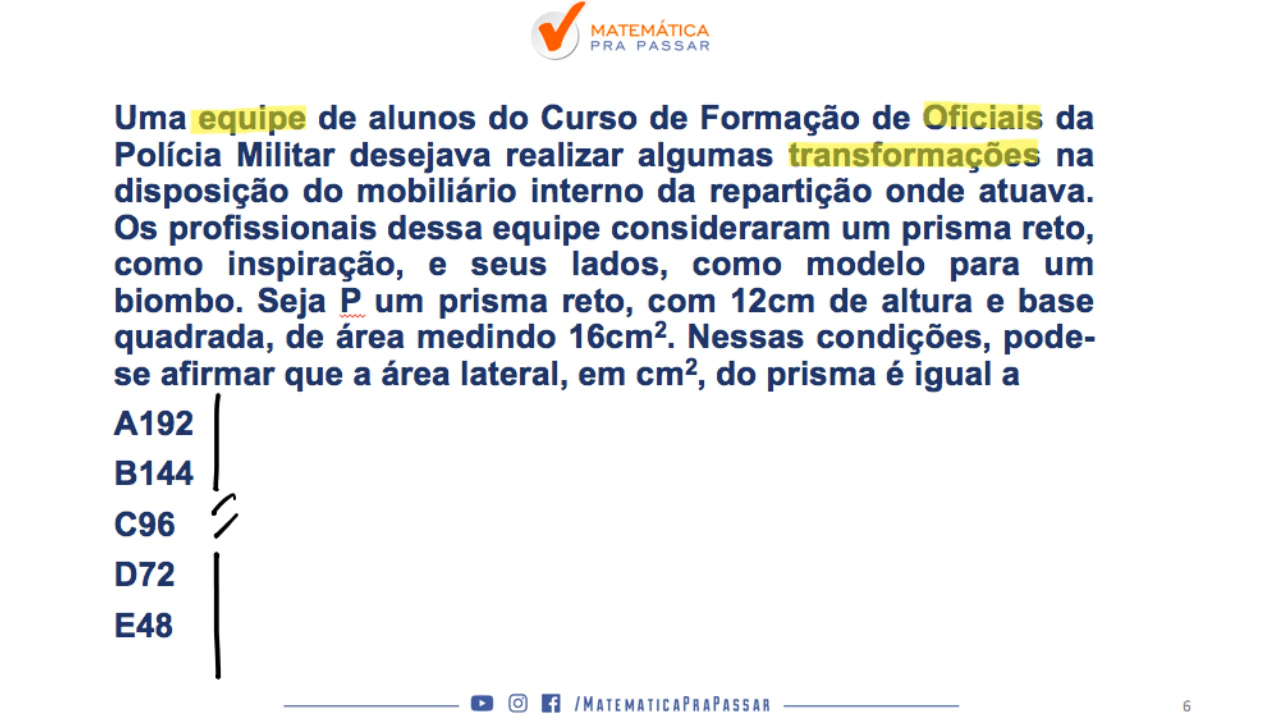 MATEMÁTICA
PRA PASSAR
Uma equipe de alunos do Curso de Formação de Oficiais da
Polícia Militar desejava realizar algumas transformações na
disposição do mobiliário interno da repartição onde atuava.
Os profissionais dessa equipe consideraram um prisma reto,
como inspiração, e seus lados, como modelo para um
biombo. Seja P um prisma reto, com 12cm de altura e base
quadrada, de área medindo 16cm². Nessas condições, pode-
se afirmar que a área lateral, em cm², do prisma é igual a
A192
B144
C96
D72
E48
/MATEMATICAPRAPASSAR
6